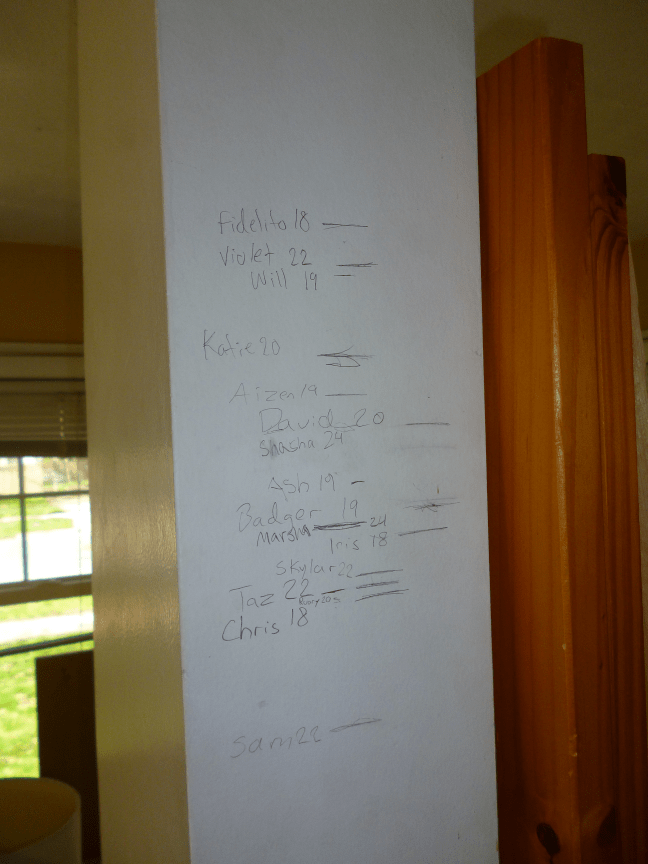 Fidelito 18
Violet 22
Will 19
Katie 20
Aizen 19
David 20
Shasha 24
Ash 19
Badger 19
Marsha 24
Iris 18
Skylar 22
Taz 22
Chris 18
Sam 22